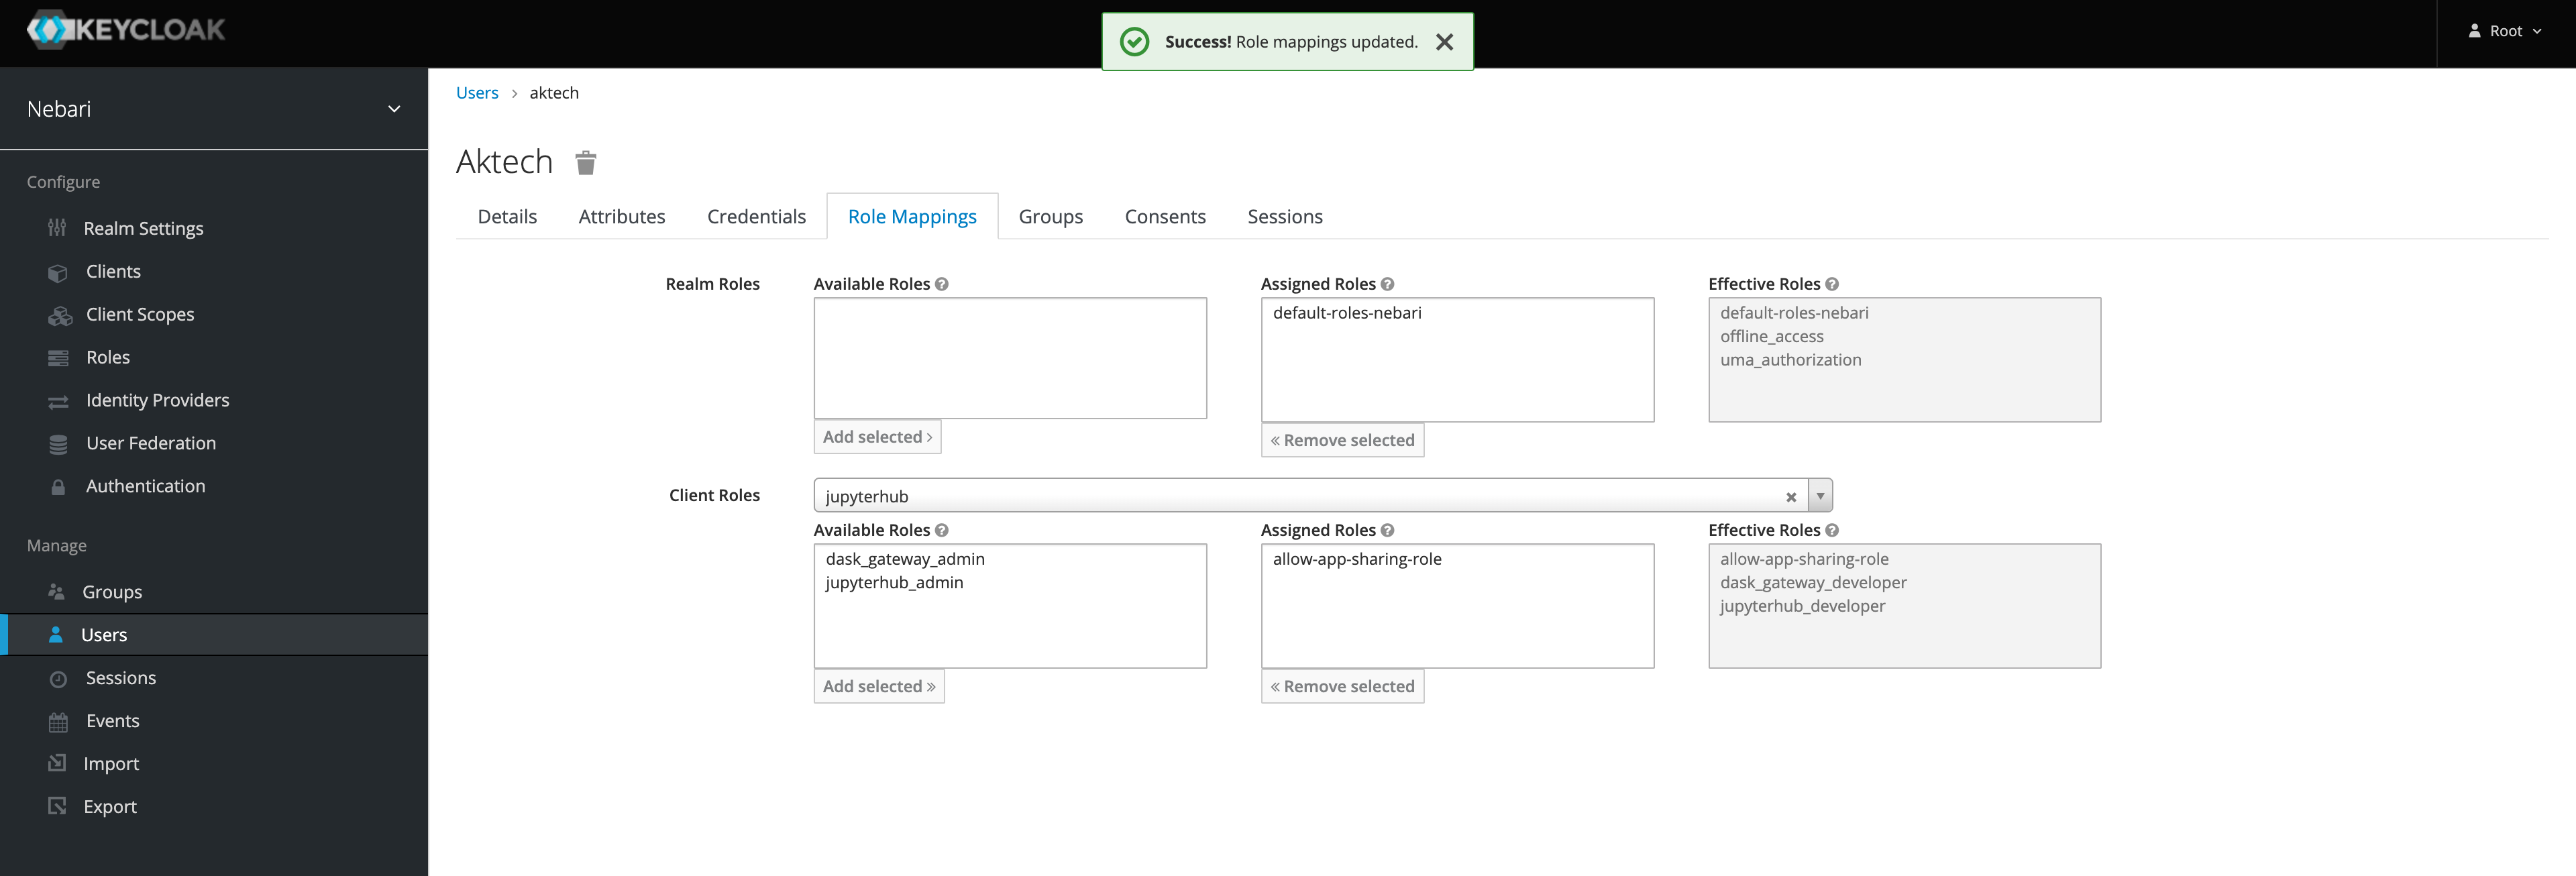 KEYCLOAK
Success! Role mappings updated.
Root
Nebari
Configure
Realm Settings
Clients
Client Scopes
Roles
Identity Providers
User Federation
Authentication
Manage
Groups
Users
Sessions
Events
Import
Export
Users > aktech
Aktech
Details Attributes Credentials Role Mappings Groups Consents Sessions
Realm Roles
Available Roles
Add selected >
Assigned Roles
default-roles-nebari
« Remove selected
Effective Roles
default-roles-nebari
offline_access
uma_authorization
Client Roles
jupyterhub
Available Roles
dask_gateway_admin
jupyterhub_admin
Add selected »
Assigned Roles
allow-app-sharing-role
« Remove selected
Effective Roles
allow-app-sharing-role
dask_gateway_developer
jupyterhub_developer